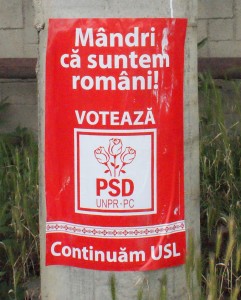 Mândri
că suntem
români!
VOTEAZĂ
PSD
UNPR-PC
Continuăm USL